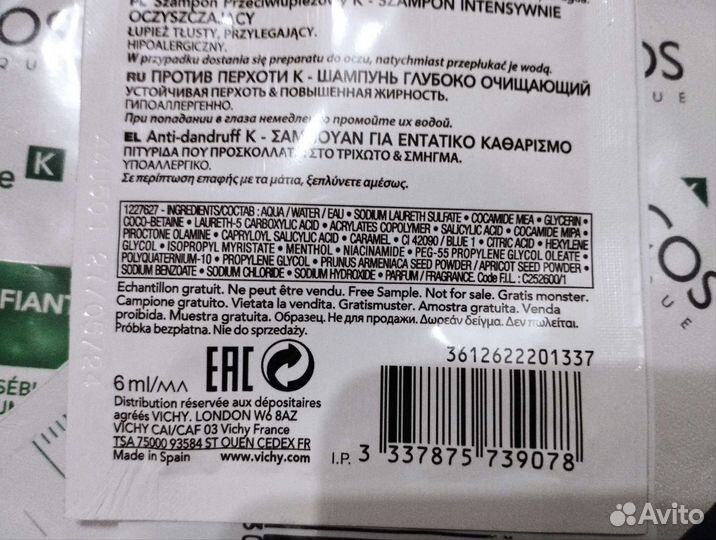 PL Szampon Przeciwłupieżowy K - SZAMPON INTENSYWNIE
OCZYSZCZAJĄCY
ŁUPIEŻ TŁUSTY, PRZYLEGAJĄCY.
HIPOALERGICZNY.
W przypadku dostania się preparatu do oczu, natychmiast przepłukać je wodą.
RU ПРОТИВ ПЕРХОТИ K - ШАМПУНЬ ГЛУБОКО ОЧИЩАЮЩИЙ
УСТОЙЧИВАЯ ПЕРХОТЬ & ПОВЫШЕННАЯ ЖИРНОСТЬ.
ГИПОАЛЛЕРГЕННО.
При попадании в глаза немедленно промойте их водой.
EL Anti-dandruff K - ΣΑΜΠΟΥΑΝ ΓΙΑ ΕΝΤΑΤΙΚΟ ΚΑΘΑΡΙΣΜΟ
ΠΙΤΥΡΙΔΑ ΠΟΥ ΠΡΟΣΚΟΛΛΑΤ ΣΤΟ ΤΡΙΧΩΤΟ & ΣΜΗΓΜΑ.
ΥΠΟΑΛΛΕΡΓΙΚΟ.
Σε περίπτωση επαφής με τα μάτια, ξεπλύνετε αμέσως.
1227627 - INGREDIENTS/COCTAB : AQUA / WATER / EAU • SODIUM LAURETH SULFATE • COCAMIDE MEA • GLYCERIN •
COCO-BETAINE • LAURETH-5 CARBOXYLIC ACID • ACRYLATES COPOLYMER • SALICYLIC ACID • COCAMIDE MIPA •
PIROCTONE OLAMINE • CAPRYLOYL SALICYLIC ACID • CARAMEL • CI 42090 / BLUE 1 • CITRIC ACID • HEXYLENE
GLYCOL • ISOPROPYL MYRISTATE • MENTHOL • NIACINAMIDE • PEG-55 PROPYLENE GLYCOL OLEATE •
POLYQUATERNIUM-10 • PROPYLENE GLYCOL • PRUNUS ARMENIACA SEED POWDER / APRICOT SEED POWDER •
SODIUM BENZOATE • SODIUM CHLORIDE • SODIUM HYDROXIDE • PARFUM / FRAGRANCE. Code F.I.L. : C252600/1
Echantillon gratuit. Ne peut être vendu. Free Sample. Not for sale. Gratis monster.
Campione gratuito. Vietata la vendita. Gratismuster. Amostra gratuita. Venda
proibida. Muestra gratuita. Образец. Не для продажи. Δωρεάν δείγμα. Δεν πωλείται.
Próbka bezpłatna. Nie do sprzedaży.
3612622201337
EAC
6 ml/мл
Distribution réservée aux dépositaires
agréés VICHY. LONDON W6 8AZ
VICHY CAI/CAF 03 Vichy France
TSA 75000 93584 ST OUEN CEDEX FR
Made in Spain
www.vichy.com
I.P.
3 337875 739078
OS
QUE
e K
FIANT
SÉBU
K
COS
QUE
Avito